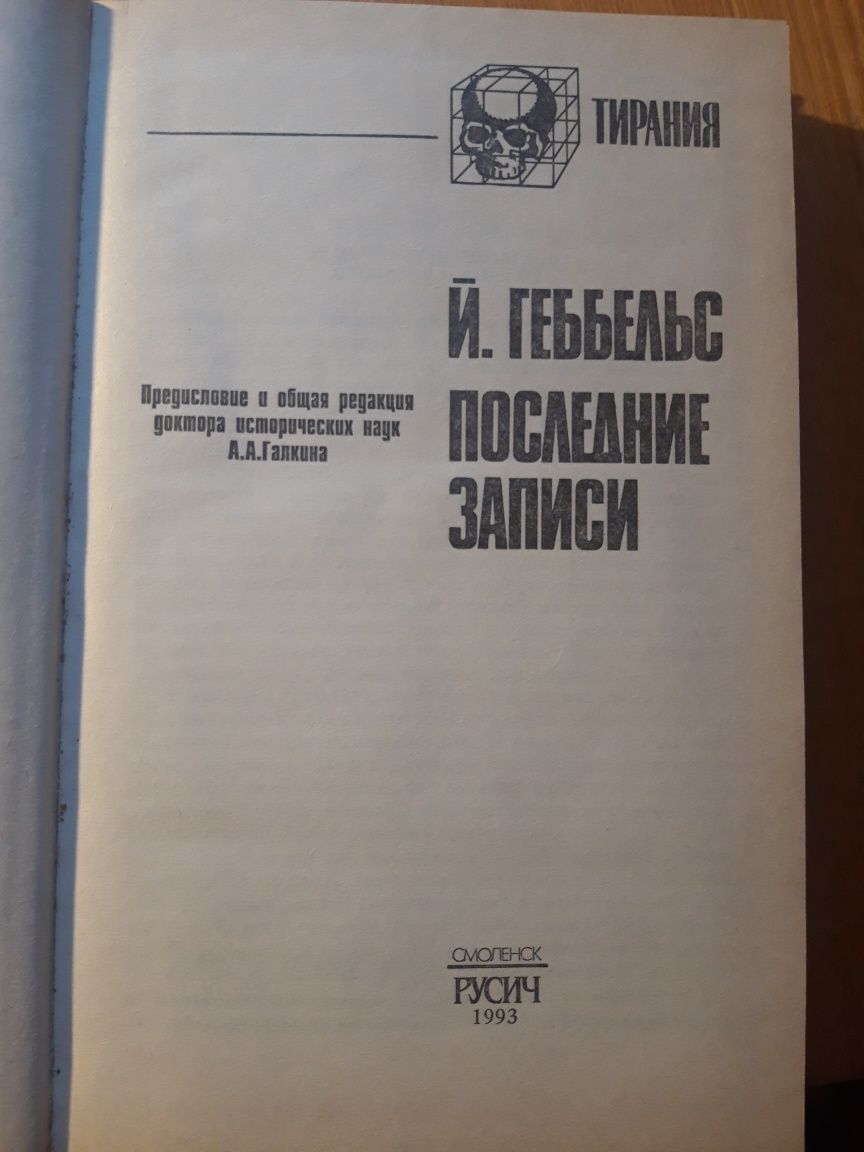 ТИРАНИЯ
Й. ГЕББЕЛЬС
ПОСЛЕДНИЕ
ЗАПИСИ
Предисловие и общая редакция
доктора исторических наук
А.А.Галкина
СМОЛЕНСК
РУСИЧ
1993